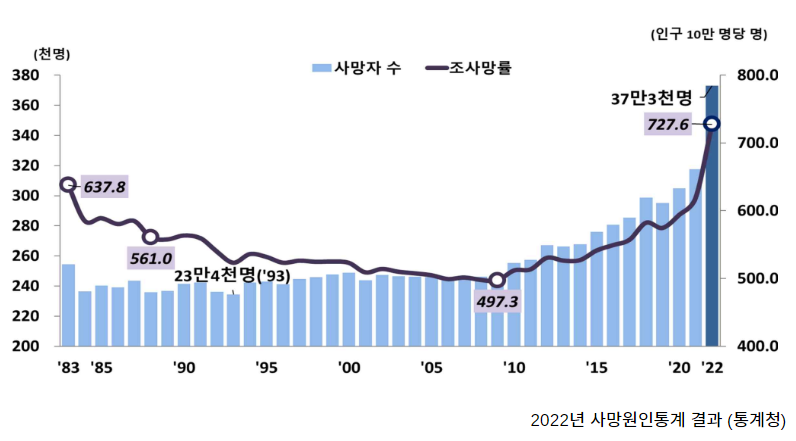 (인구 10만 명당 명)
(천명)
사망자 수 조사망률
380 800.0
360 37만3천명
340 727.6 700.0
320
300 637.8 600.0
280
260 561.0
23만4천명('93) 500.0
240 497.3
220
200 400.0
'83 '85 '90 '95 '00 '05 '10 '15 '20 '22
2022년 사망원인통계 결과 (통계청)